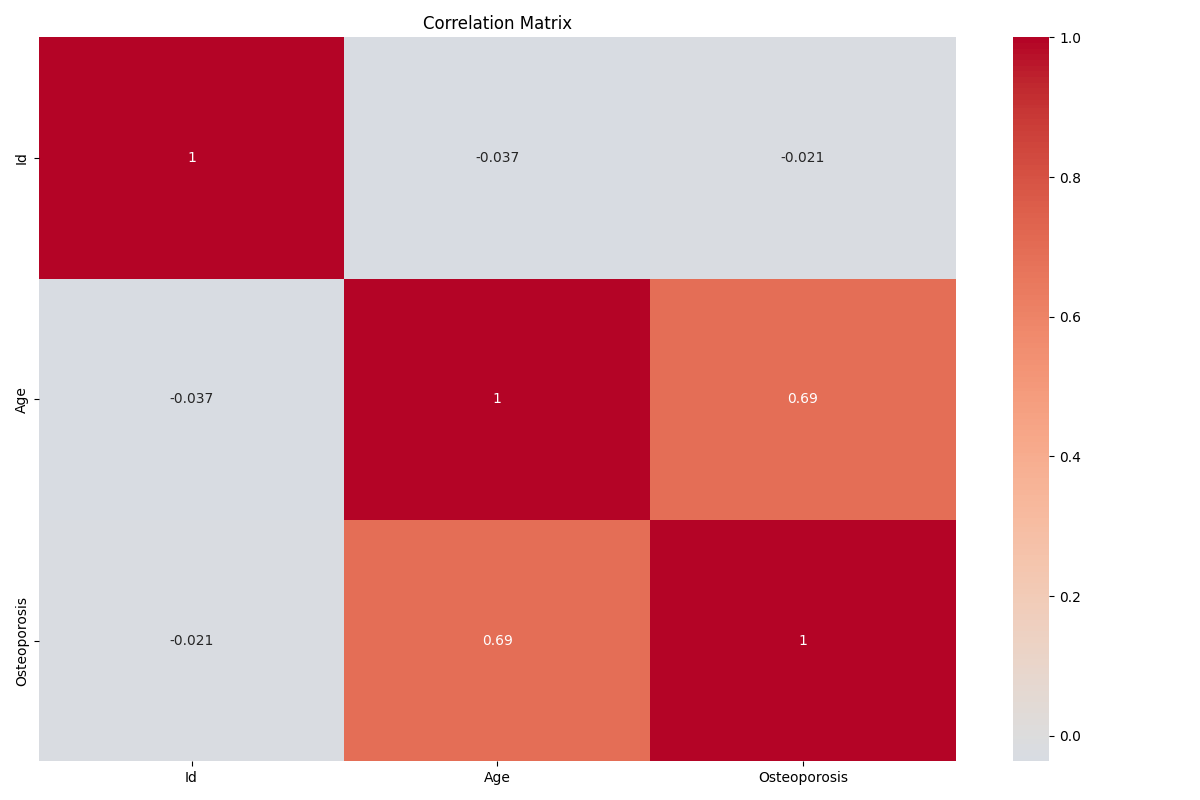 Correlation Matrix
Id
1
-0.037
-0.021
Age
-0.037
1
0.69
Osteoporosis
-0.021
0.69
1
Id
Age
Osteoporosis
1.0
0.8
0.6
0.4
0.2
0.0